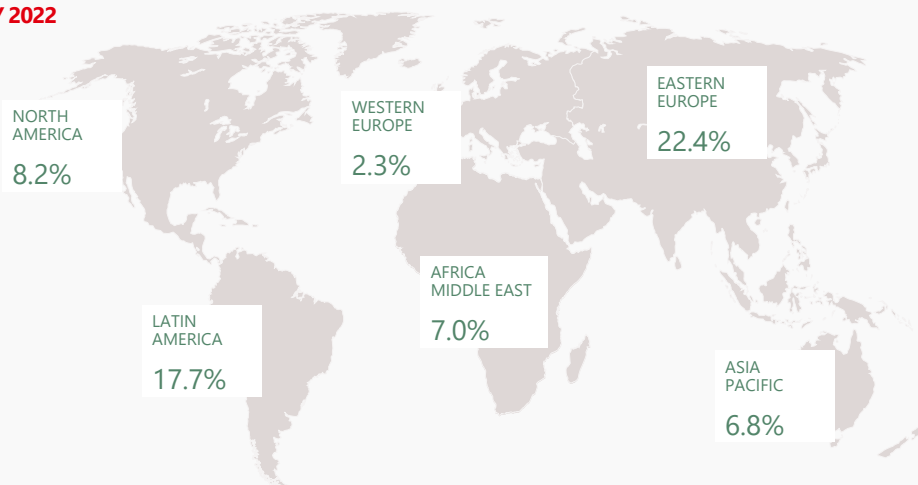 Y 2022
NORTH
AMERICA
8.2%
WESTERN
EUROPE
2.3%
EASTERN
EUROPE
22.4%
AFRICA
MIDDLE EAST
7.0%
LATIN
AMERICA
17.7%
ASIA
PACIFIC
6.8%